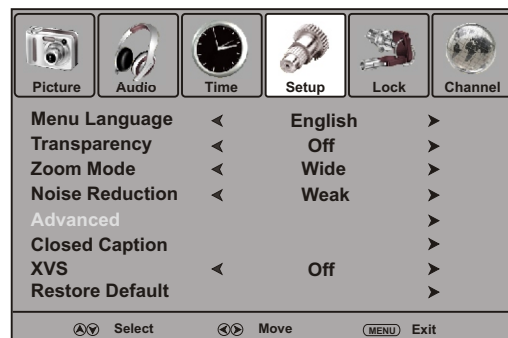 Picture Audio Time Setup Lock Channel
Menu Language English
Transparency Off
Zoom Mode Wide
Noise Reduction Weak
Advanced
Closed Caption
XVS Off
Restore Default
Select Move MENU Exit